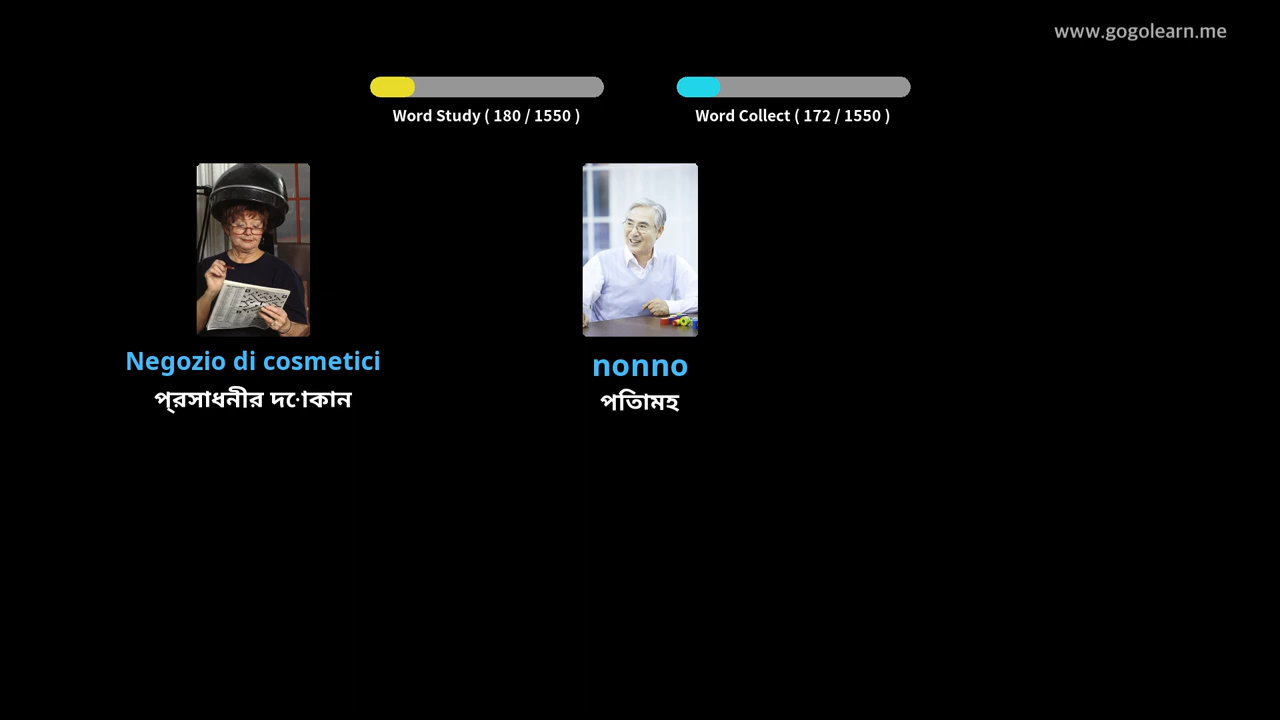 www.gogolearn.me
Word Study ( 180 / 1550 )
Word Collect ( 172 / 1550 )
Negozio di cosmetici
প্রসাধনীর দোকান
nonno
পিতামহ